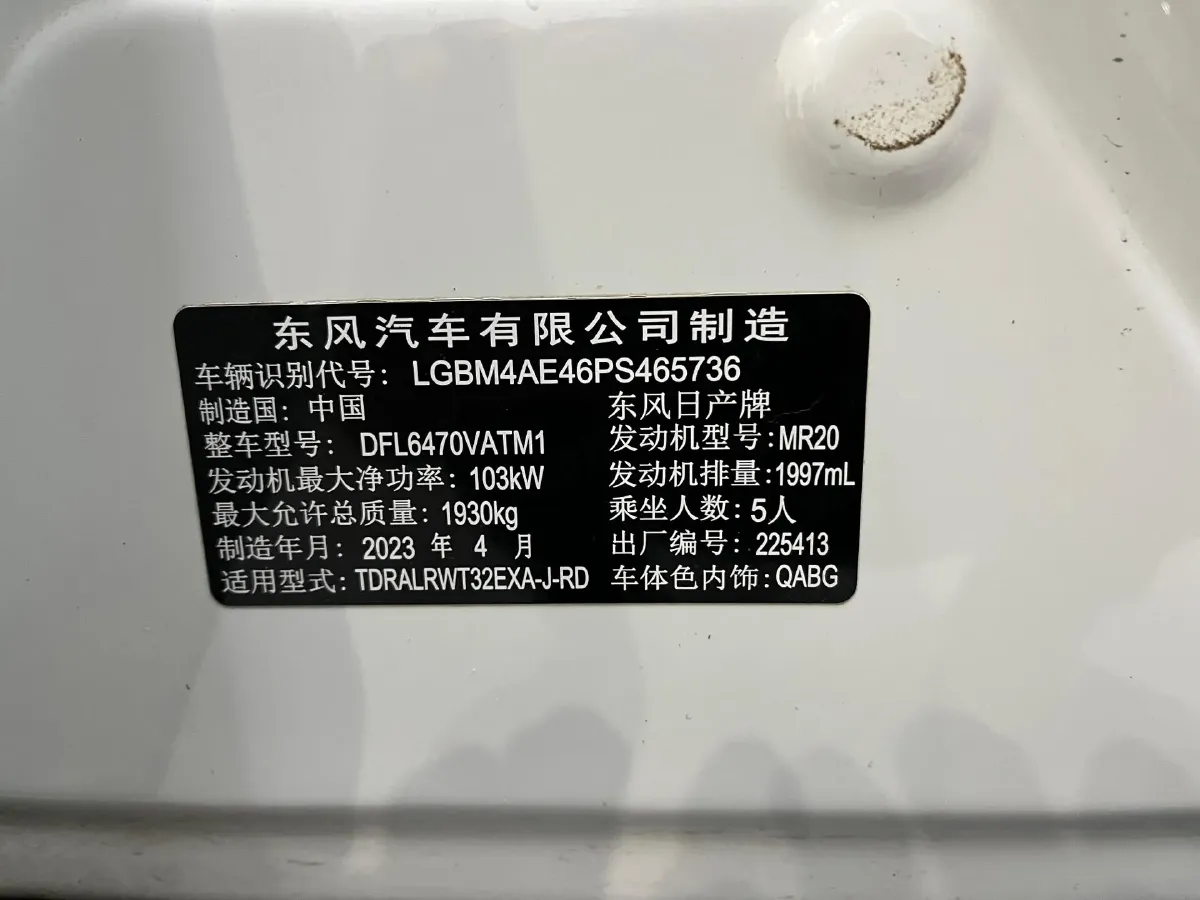 东风汽车有限公司制造
车辆识别代号：LGBM4AE46PS465736
制造国：中国 东风日产牌
整车型号：DFL6470VATM1 发动机型号：MR20
发动机最大净功率：103kW 发动机排量：1997mL
最大允许总质量：1930kg 乘坐人数：5人
制造年月：2023 年 4 月 出厂编号：225413
适用型式：TDRALRWT32EXA-J-RD 车体色内饰：QABG